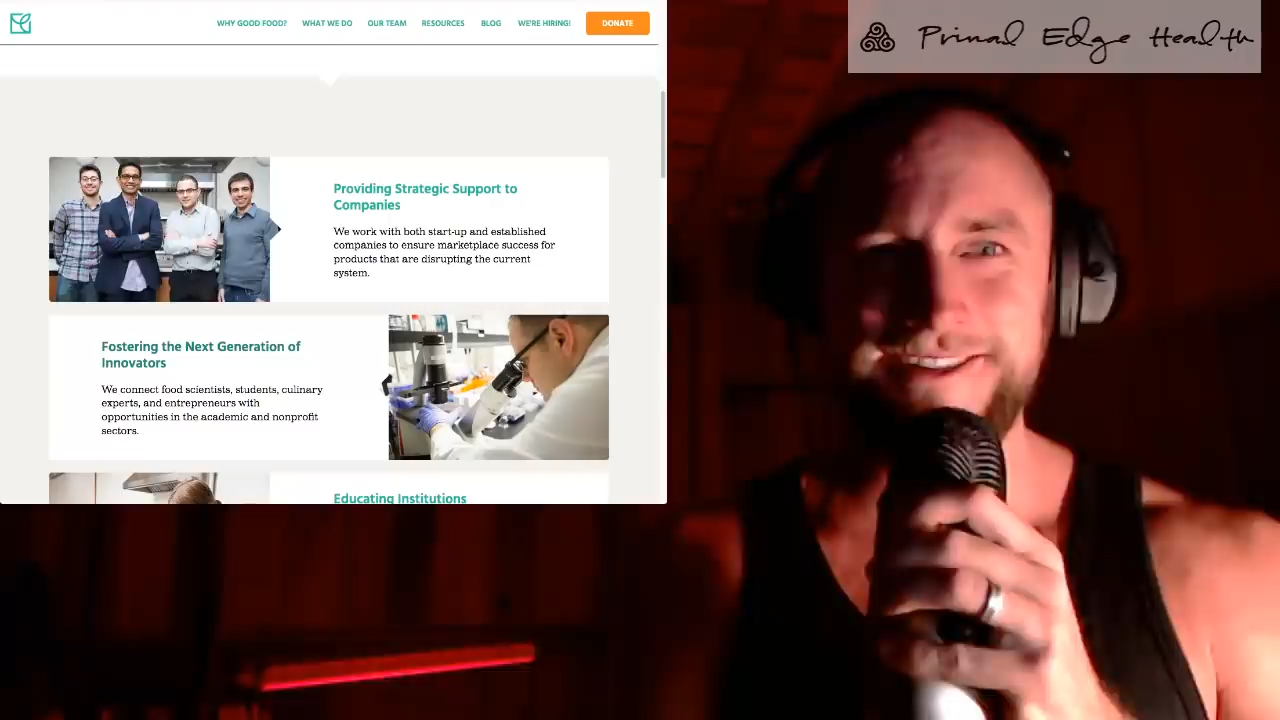 WHY GOOD FOOD? WHAT WE DO OUR TEAM RESOURCES BLOG WE'RE HIRING! DONATE
Primal Edge Health
Providing Strategic Support to
Companies
We work with both start-up and established
companies to ensure marketplace success for
products that are disrupting the current
system.
Fostering the Next Generation of
Innovators
We connect food scientists, students, culinary
experts, and entrepreneurs with
opportunities in the academic and nonprofit
sectors.
Educating Institutions